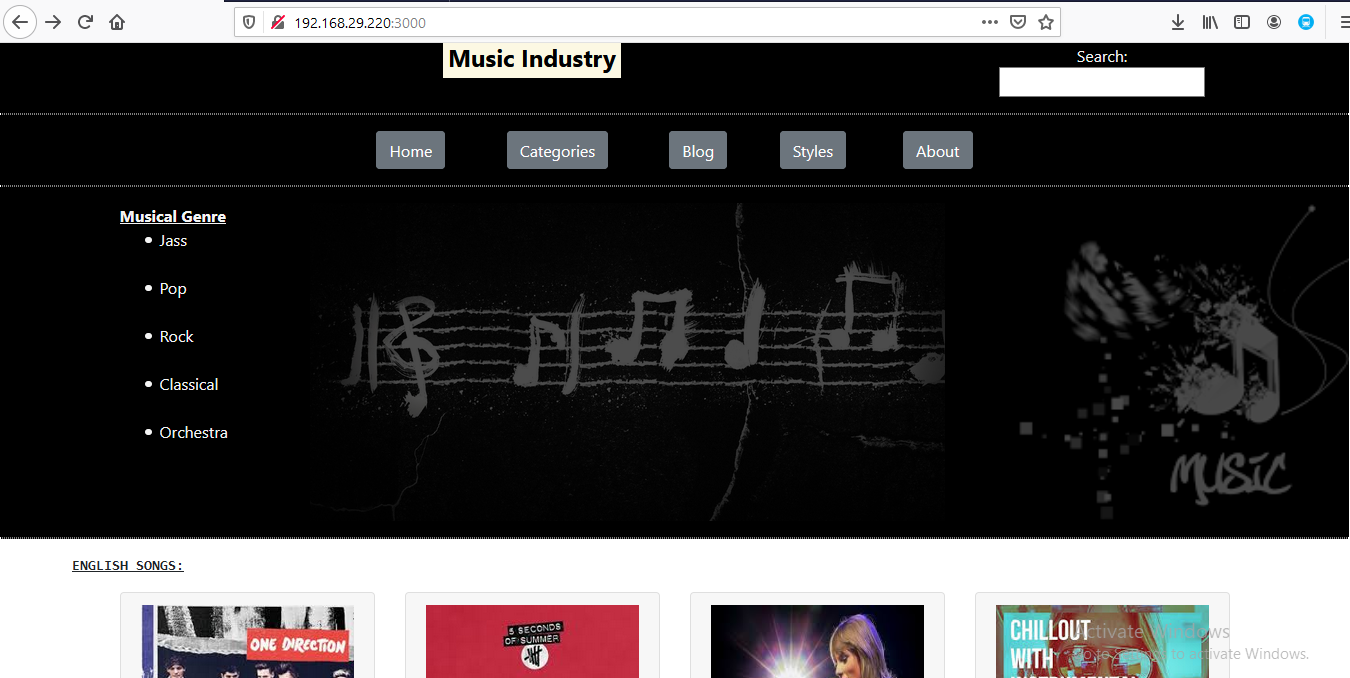 192.168.29.220:3000
Music Industry
Search:
Home Categories Blog Styles About
Musical Genre
Jass
Pop
Rock
Classical
Orchestra
MUSIC
ENGLISH SONGS:
ONE DIRECTION
5 SECONDS
OF SUMMER
CHILLOUT
WITH
Activate Windows
Go to Settings to activate Windows.